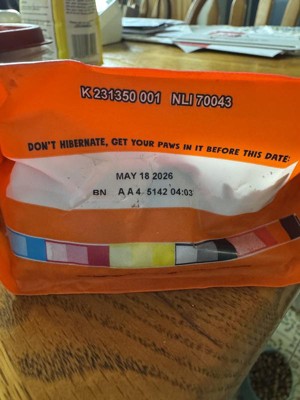 K 231350 001 NLI 70043
DON'T HIBERNATE, GET YOUR PAWS IN IT BEFORE THIS DATE:
MAY 18 2026
BN AA4 5142 04:03